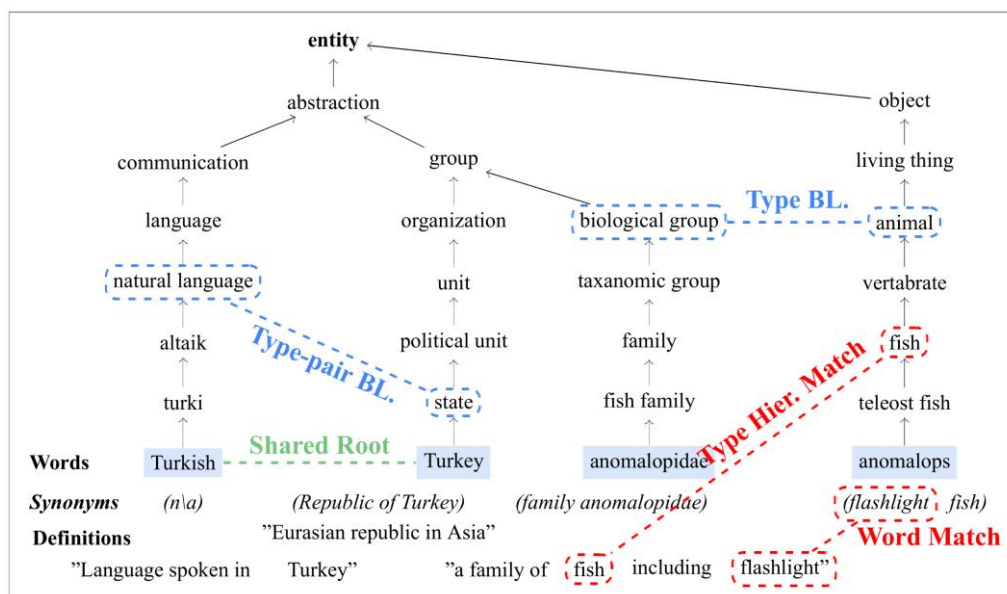 entity
abstraction
object
communication group living thing
language organization biological group Type BL. animal
natural language unit taxanomic group vertabrate
Type-pair BL.
altaik political unit family Type Hier. Match fish
turki state fish family teleost fish
Words Turkish Shared Root Turkey anomalopidae anomalops
Synonyms (n\a) (Republic of Turkey) (family anomalopidae) (flashlight fish)
Definitions ”Eurasian republic in Asia” Word Match
”Language spoken in Turkey” ”a family of fish including flashlight”